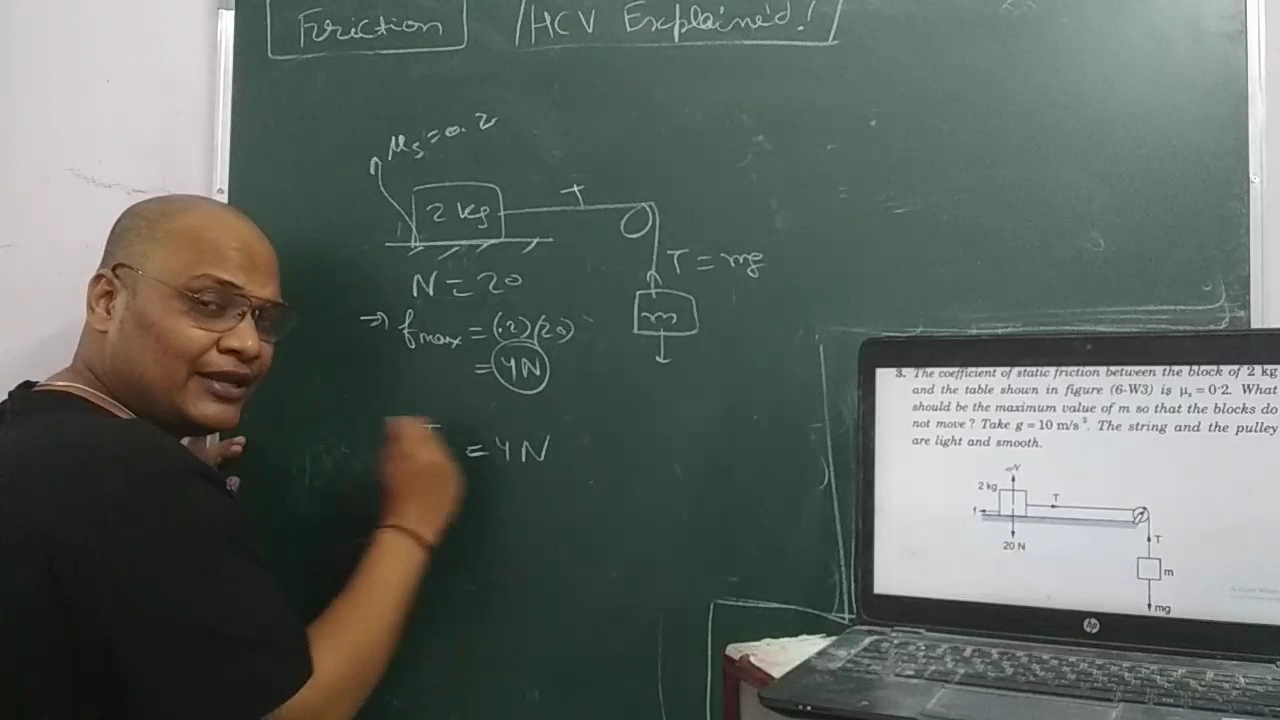 Friction
HCV Explained!
μs=0.2
2 kg
T
T = mg
m
N = 20
→ fmax = (.2)(20)
= 4N
= 4N
3. The coefficient of static friction between the block of 2 kg
and the table shown in figure (6-W3) is μs = 0·2. What
should be the maximum value of m so that the blocks do
not move? Take g = 10 m/s². The string and the pulley
are light and smooth.
N
2 kg
T
f
20 N
T
m
mg
hp